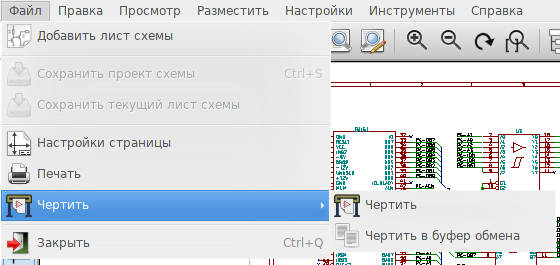 Файл Правка Просмотр Разместить Настройки Инструменты Справка
Добавить лист схемы
Сохранить проект схемы Ctrl+S
Сохранить текущий лист схемы
Настройки страницы
Печать
Чертить
Чертить
Чертить в буфер обмена
Закрыть Ctrl+Q